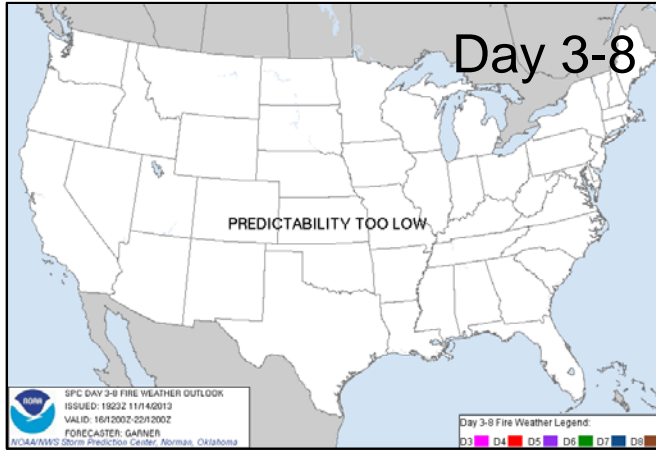 Day 3-8
PREDICTABILITY TOO LOW
NOAA
SPC DAY 3-8 FIRE WEATHER OUTLOOK
ISSUED: 1923Z 11/14/2013
VALID: 16/1200Z-22/1200Z
FORECASTER: GARNER
NOAA/NWS Storm Prediction Center, Norman, Oklahoma
Day 3-8 Fire Weather Legend:
D3 D4 D5 D6 D7 D8